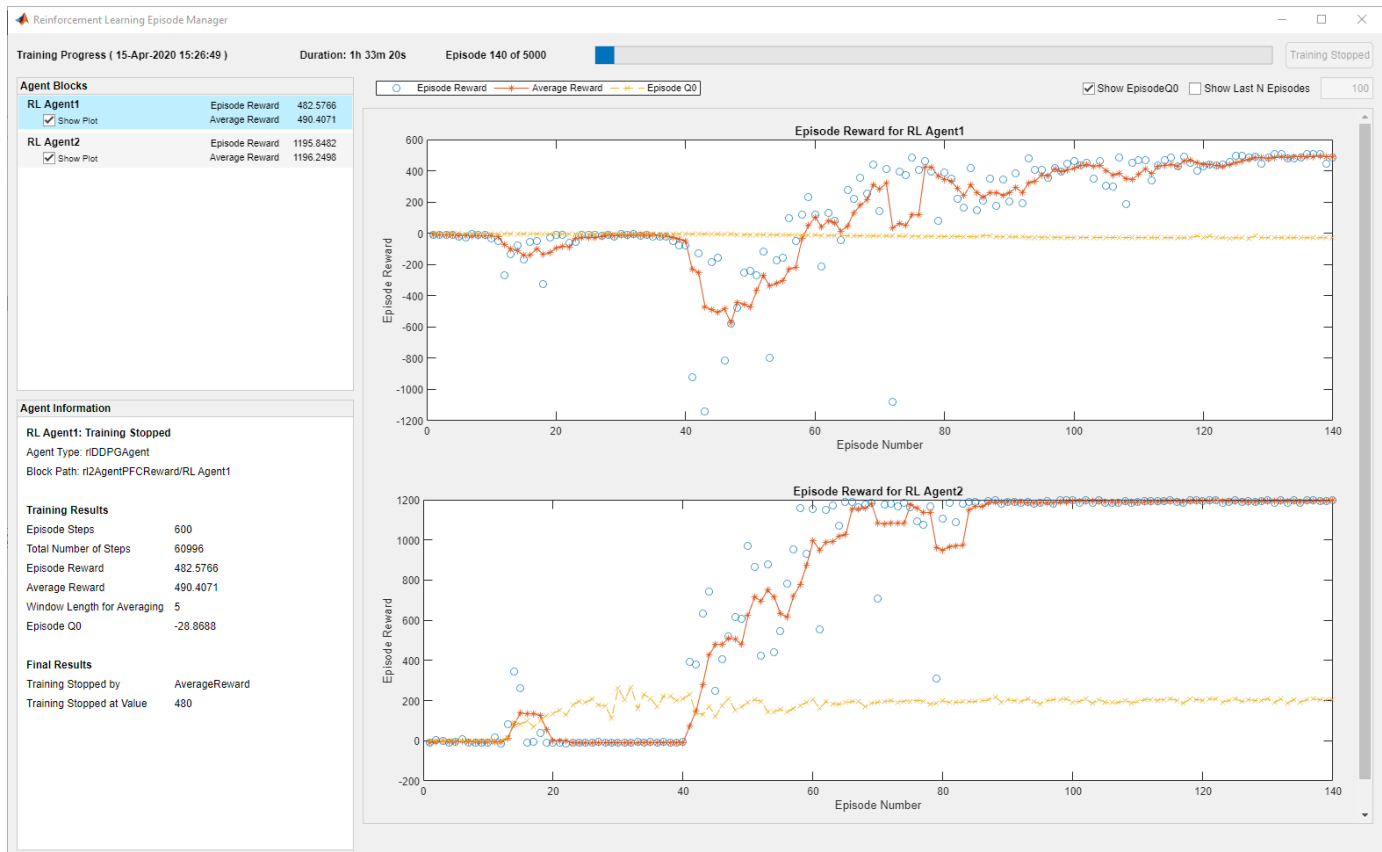 Reinforcement Learning Episode Manager
Training Progress ( 15-Apr-2020 15:26:49 ) Duration: 1h 33m 20s Episode 140 of 5000 Training Stopped
Agent Blocks
RL Agent1 Episode Reward 482.5766
Show Plot Average Reward 490.4071
RL Agent2 Episode Reward 1195.8482
Show Plot Average Reward 1196.2498
Agent Information
RL Agent1: Training Stopped
Agent Type: rlDDPGAgent
Block Path: rl2AgentPFCReward/RL Agent1
Training Results
Episode Steps 600
Total Number of Steps 60996
Episode Reward 482.5766
Average Reward 490.4071
Window Length for Averaging 5
Episode Q0 -28.8688
Final Results
Training Stopped by AverageReward
Training Stopped at Value 480
Episode Reward Average Reward Episode Q0
Show EpisodeQ0 Show Last N Episodes 100
Episode Reward for RL Agent1
600
400
200
0
-200
-400
-600
-800
-1000
-1200
Episode Reward
0 20 40 60 80 100 120 140
Episode Number
Episode Reward for RL Agent2
1200
1000
800
600
400
200
0
-200
Episode Reward
0 20 40 60 80 100 120 140
Episode Number